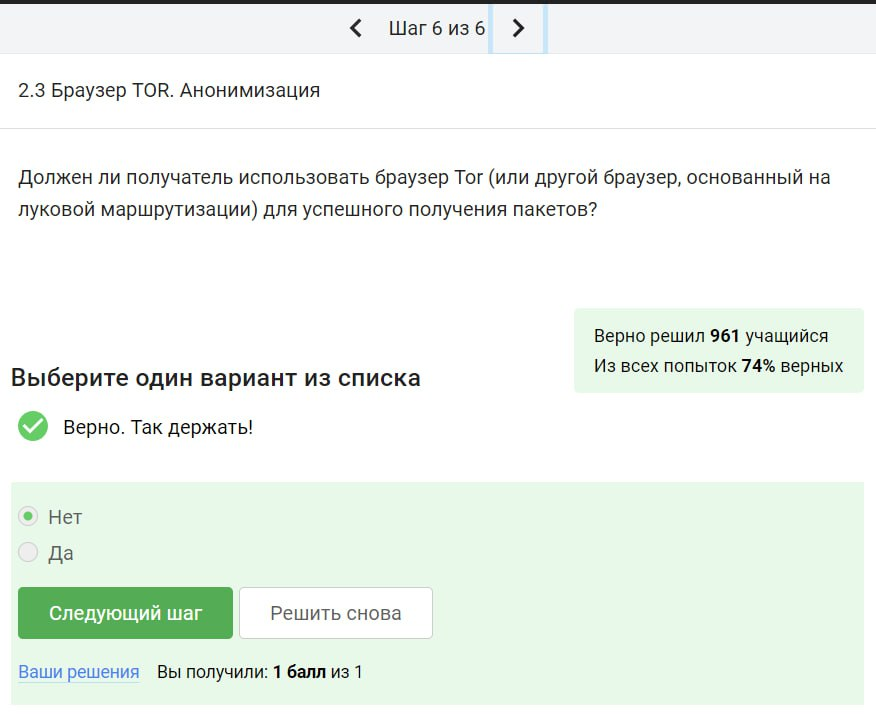 Шаг 6 из 6
2.3 Браузер TOR. Анонимизация
Должен ли получатель использовать браузер Tor (или другой браузер, основанный на
луковой маршрутизации) для успешного получения пакетов?
Верно решил 961 учащийся
Из всех попыток 74% верных
Выберите один вариант из списка
Верно. Так держать!
Нет
Да
Следующий шаг
Решить снова
Ваши решения Вы получили: 1 балл из 1